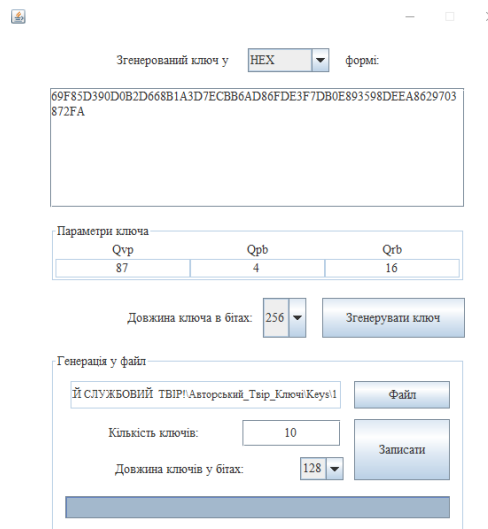 Згенерований ключ у HEX формі:
69F85D390D0B2D668B1A3D7ECBB6AD86FDE3F7DB0E893598DEEA8629703
872FA
Параметри ключа
Qvp Qpb Qrb
87 4 16
Довжина ключа в бітах: 256 Згенерувати ключ
Генерація у файл
Й СЛУЖБОВИЙ ТВІР!\Авторський_Твір_Ключі\Keys\1 Файл
Кількість ключів: 10
Записати
Довжина ключів у бітах: 128